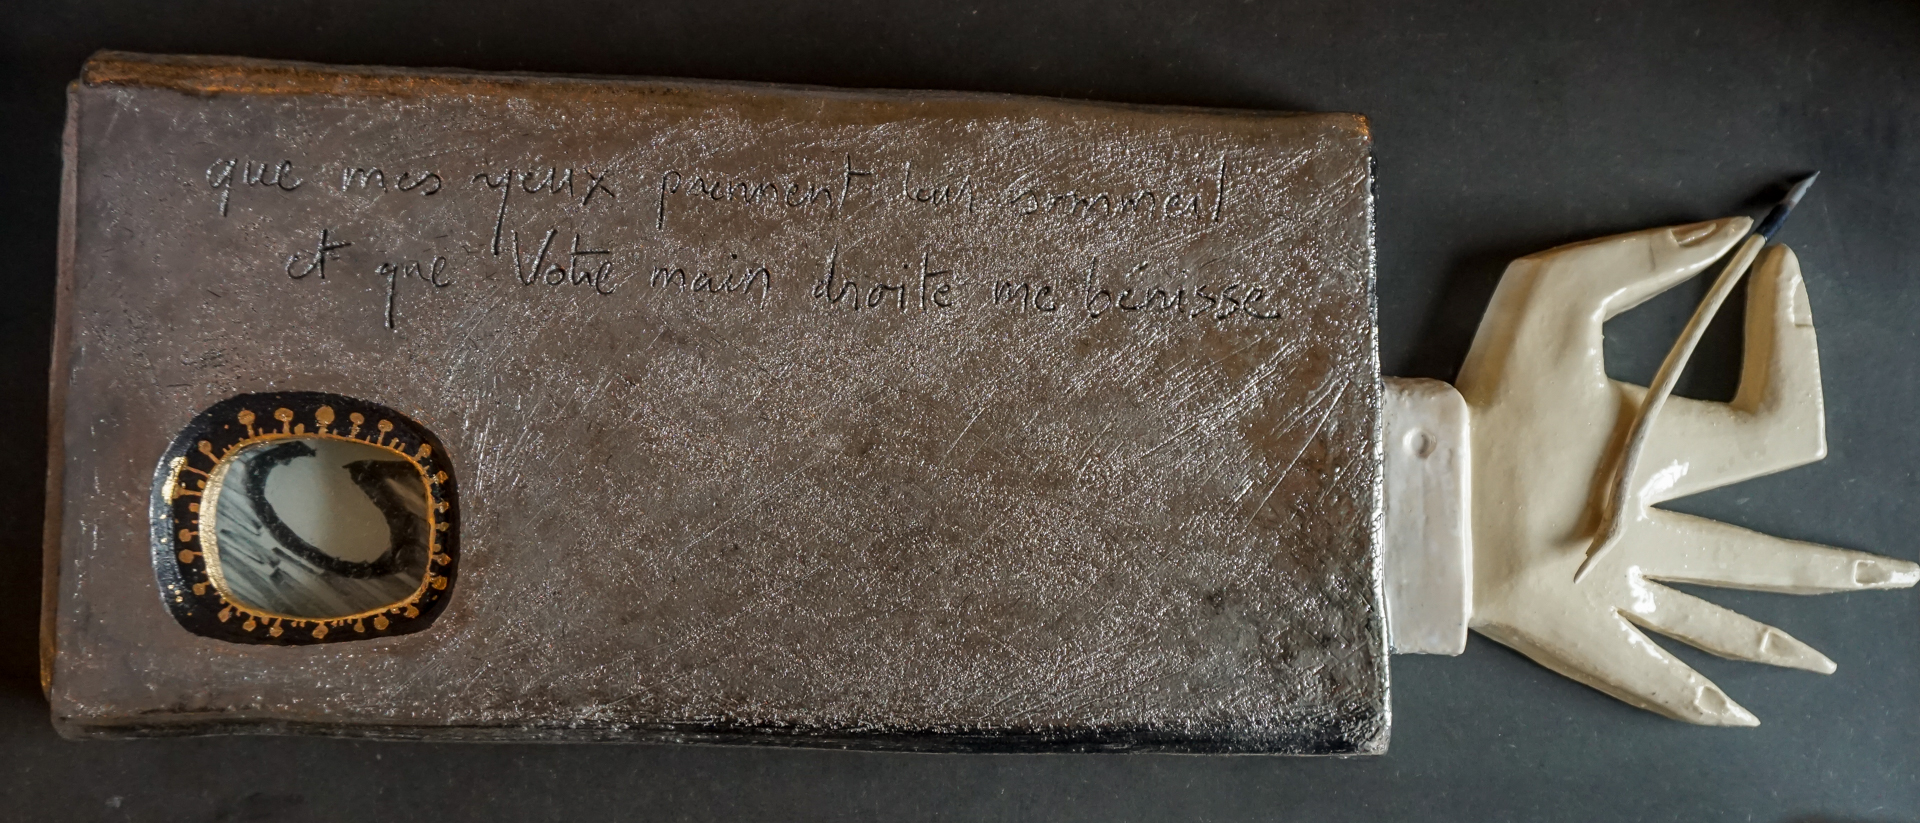 que mes yeux prennent leur sommeil
et que Votre main droite me bénisse